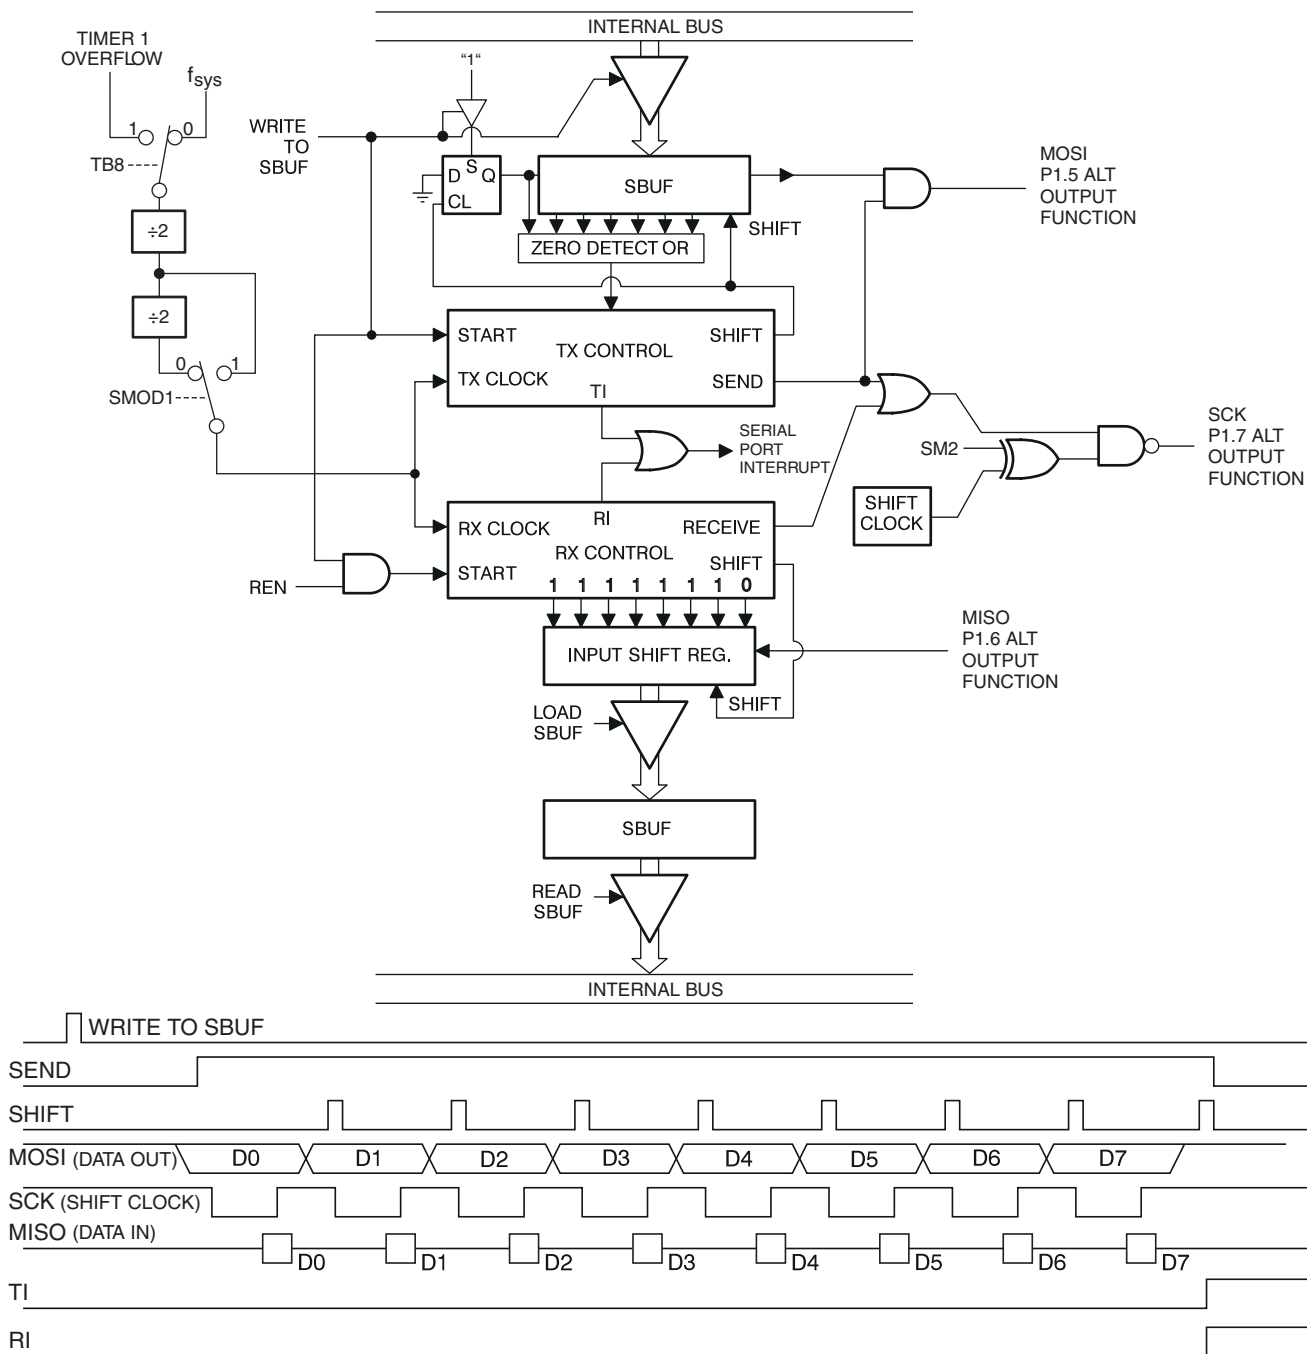 INTERNAL BUS
TIMER 1
OVERFLOW
fsys
"1"
1
0
TB8
WRITE
TO
SBUF
D
S
Q
CL
SBUF
MOSI
P1.5 ALT
OUTPUT
FUNCTION
÷2
SHIFT
ZERO DETECT OR
÷2
START
SHIFT
TX CONTROL
0
1
TX CLOCK
SEND
TI
SMOD1
SERIAL
PORT
INTERRUPT
SM2
SCK
P1.7 ALT
OUTPUT
FUNCTION
SHIFT
CLOCK
RI
RX CLOCK
RECEIVE
RX CONTROL
SHIFT
START
REN
1 1 1 1 1 1 1 0
MISO
P1.6 ALT
OUTPUT
FUNCTION
INPUT SHIFT REG.
SHIFT
LOAD
SBUF
SBUF
READ
SBUF
INTERNAL BUS
WRITE TO SBUF
SEND
SHIFT
MOSI (DATA OUT) D0 D1 D2 D3 D4 D5 D6 D7
SCK (SHIFT CLOCK)
MISO (DATA IN)
D0 D1 D2 D3 D4 D5 D6 D7
TI
RI